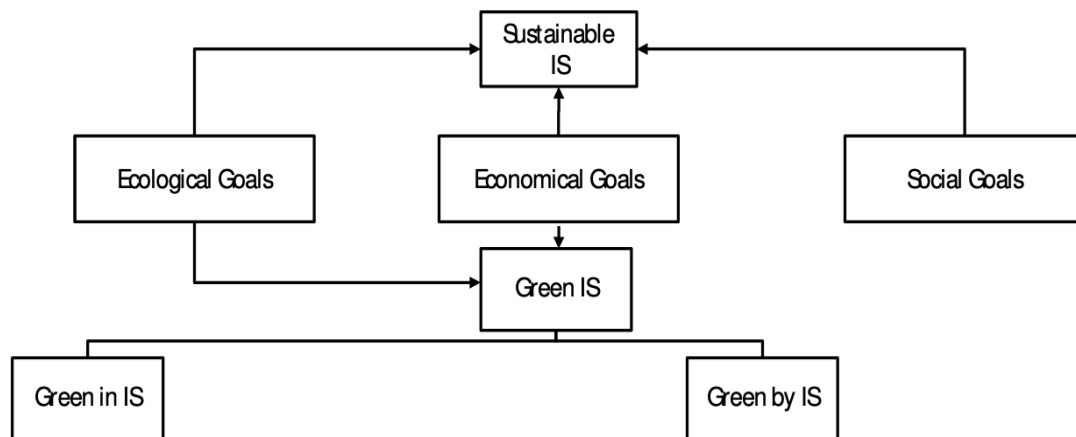 Sustainable
IS
Ecological Goals
Economical Goals
Social Goals
Green IS
Green in IS
Green by IS